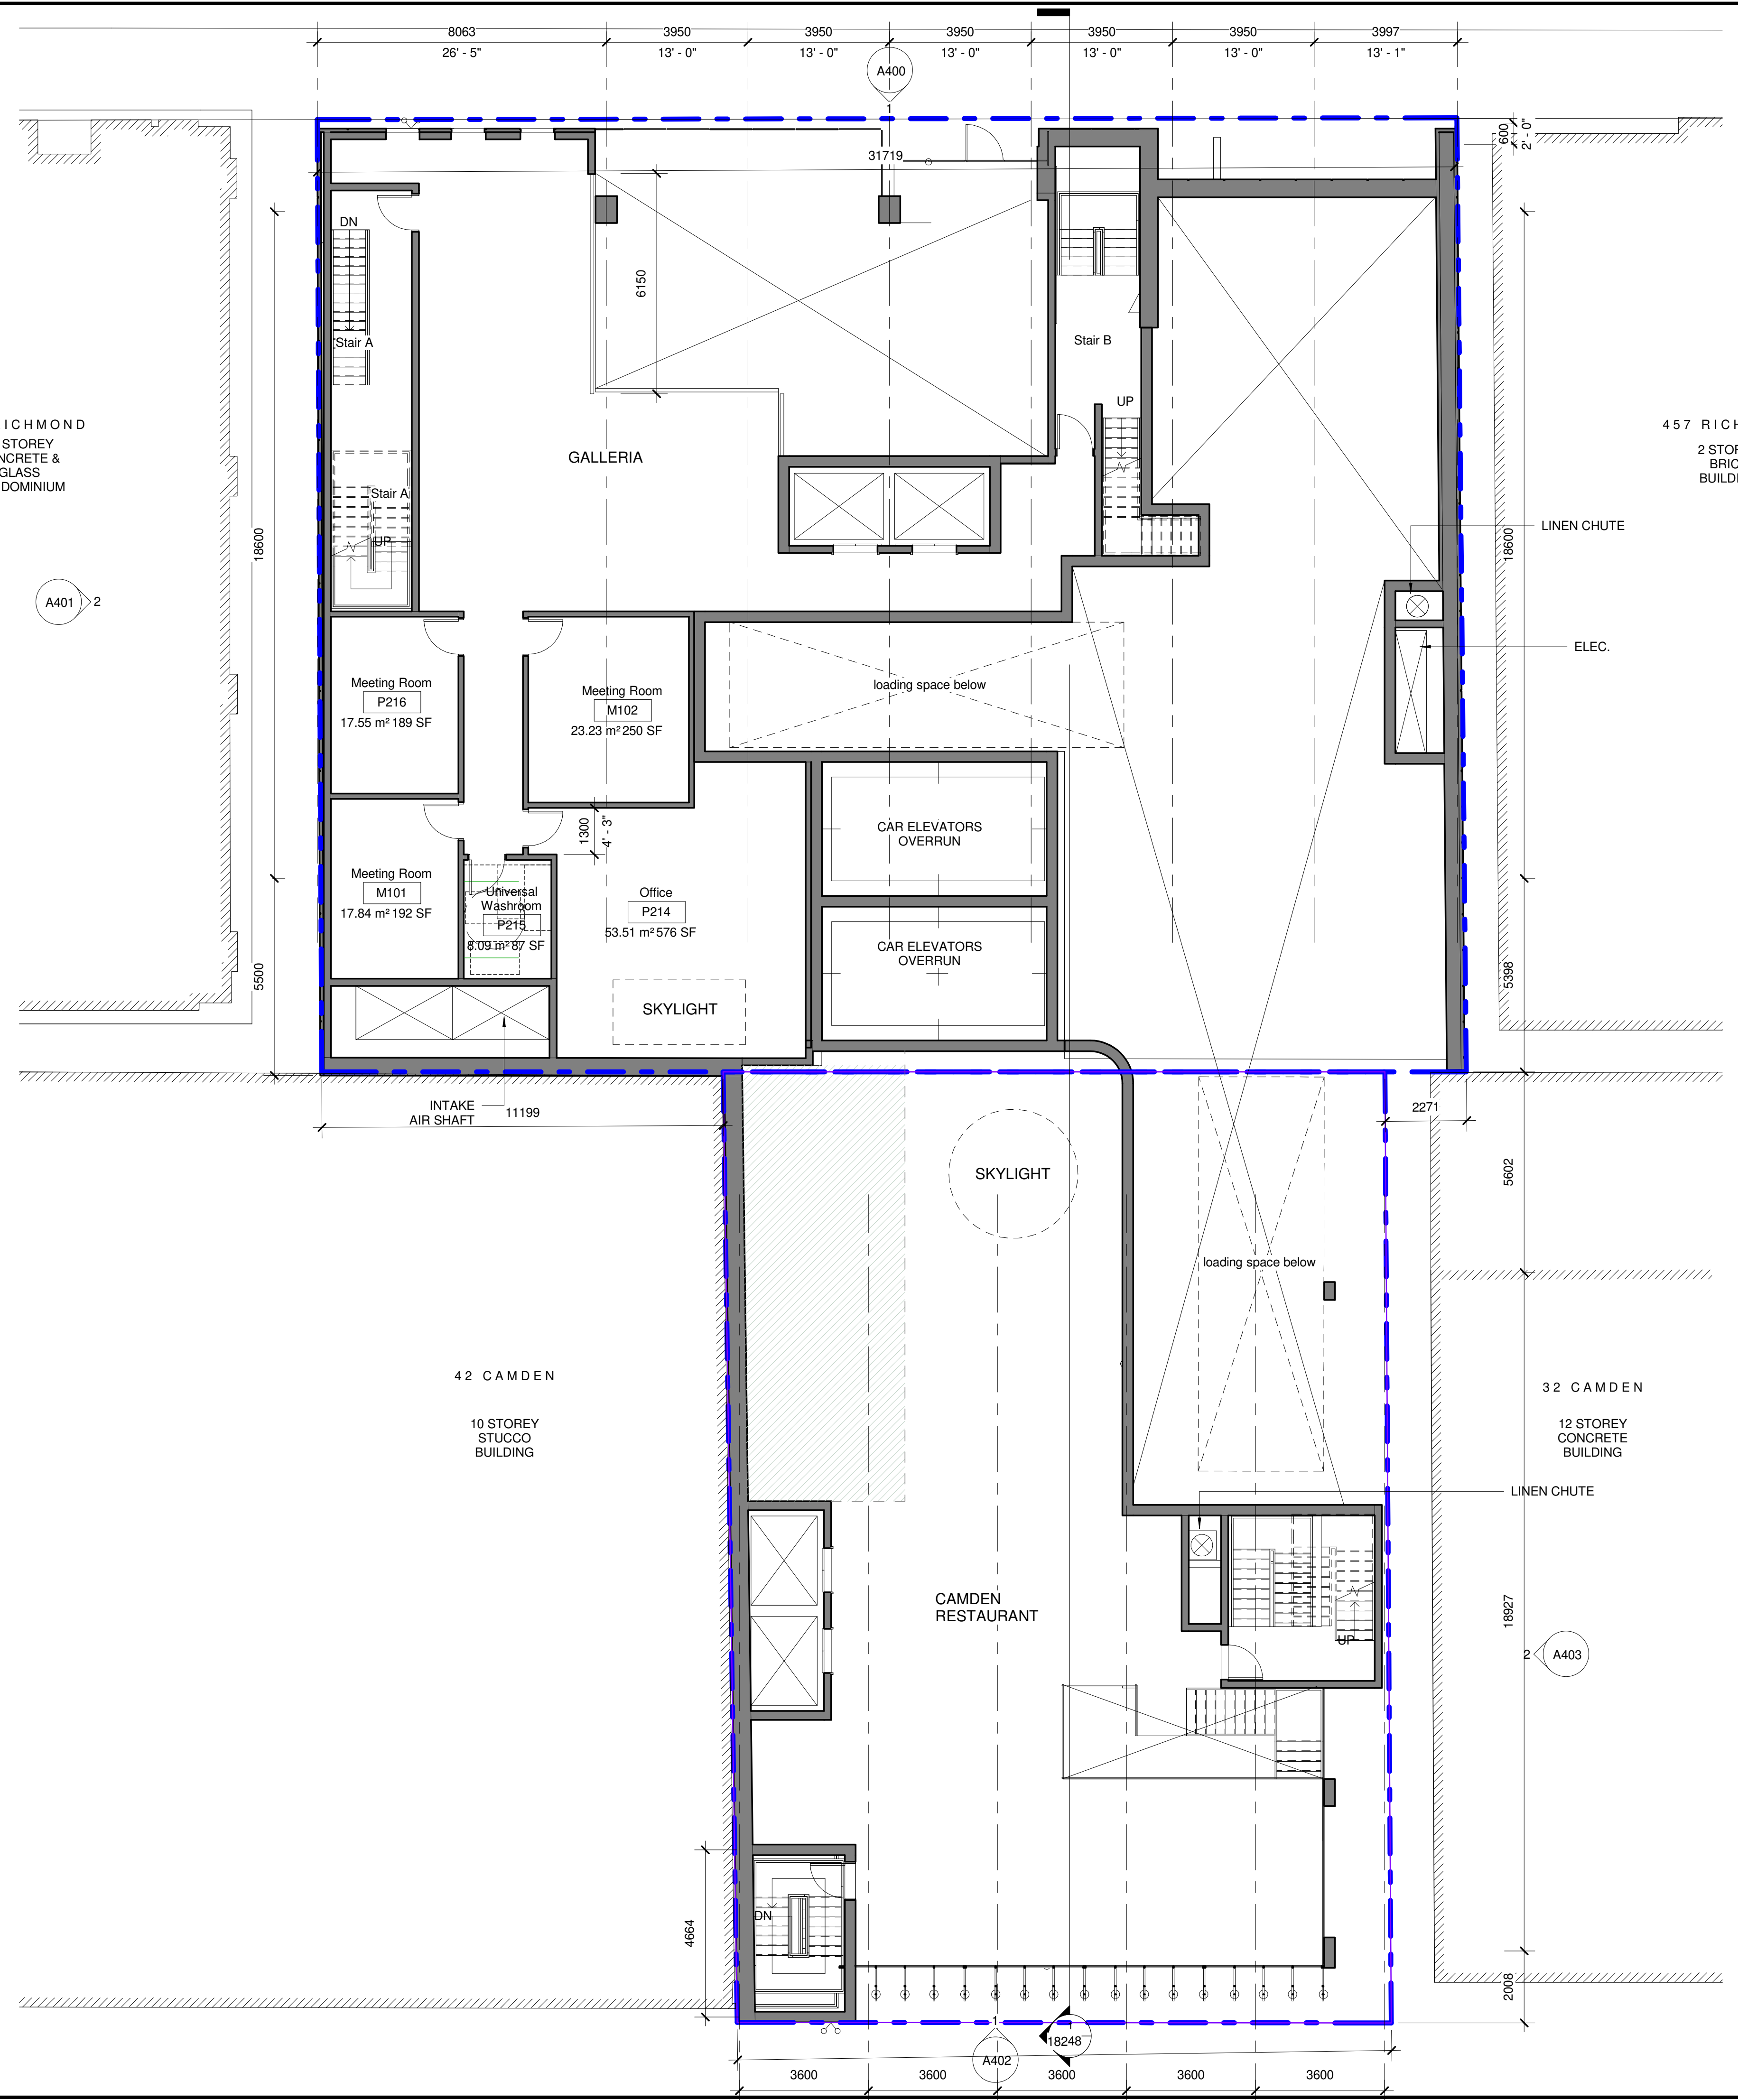 8063
3950
3950
3950
3950
3950
3997
26' - 5"
13' - 0"
13' - 0"
13' - 0"
13' - 0"
13' - 0"
13' - 1"
A400
1
600
2' - 0"
31719
DN
6150
Stair A
Stair B
UP
ICHMOND
STOREY
NCRETE &
GLASS
DOMINIUM
457 RICH
2 STOR
BRIC
BUILD
GALLERIA
Stair A
UP
18600
18600
LINEN CHUTE
A401
2
ELEC.
Meeting Room
P216
17.55 m² 189 SF
Meeting Room
M102
23.23 m² 250 SF
loading space below
1300
4' - 3"
CAR ELEVATORS
OVERRUN
Meeting Room
M101
17.84 m² 192 SF
Universal
Washroom
P215
8.09 m² 87 SF
Office
P214
53.51 m² 576 SF
CAR ELEVATORS
OVERRUN
5500
5398
SKYLIGHT
INTAKE
AIR SHAFT
11199
2271
SKYLIGHT
5602
loading space below
42 CAMDEN
10 STOREY
STUCCO
BUILDING
32 CAMDEN
12 STOREY
CONCRETE
BUILDING
LINEN CHUTE
CAMDEN
RESTAURANT
18927
UP
2
A403
DN
4664
2008
1
1
18248
A402
3600
3600
3600
3600
3600